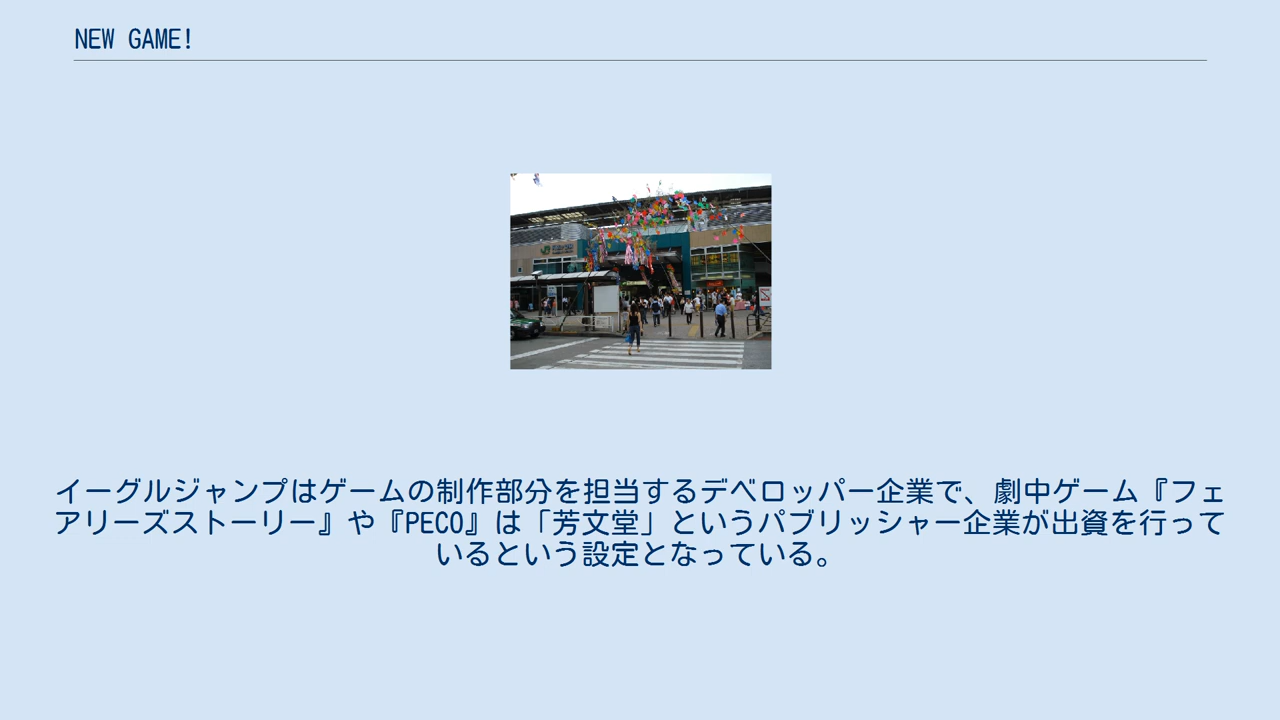 NEW GAME!
イーグルジャンプはゲームの制作部分を担当するデベロッパー企業で、劇中ゲーム『フェ
アリーズストーリー』や『PECO』は「芳文堂」というパブリッシャー企業が出資を行って
いるという設定となっている。